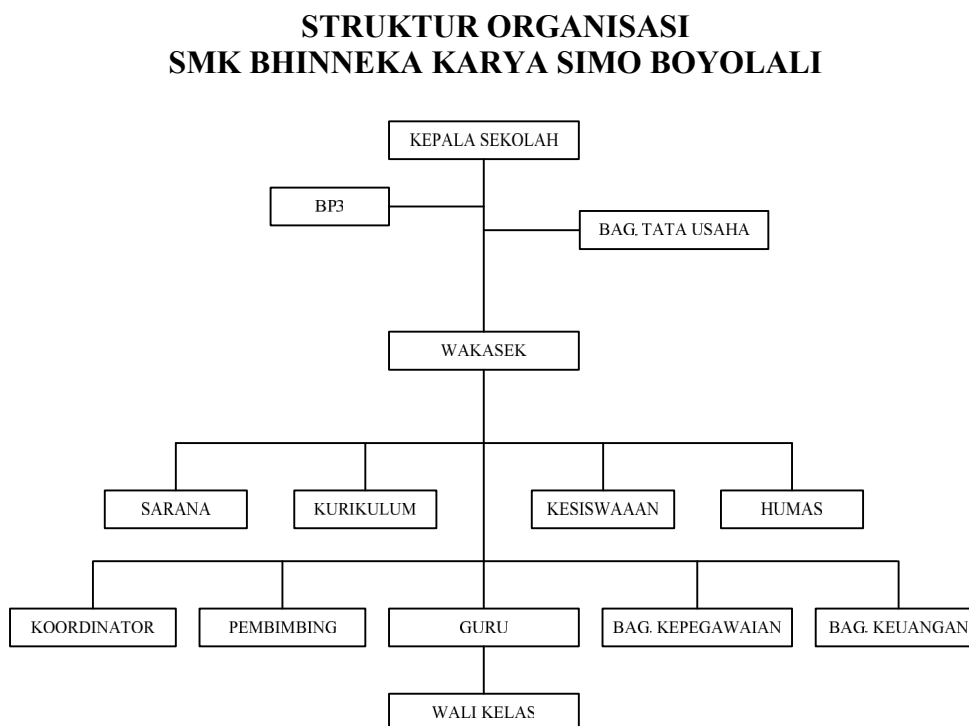 STRUKTUR ORGANISASI
SMK BHINNEKA KARYA SIMO BOYOLALI
KEPALA SEKOLAH
BP3
BAG. TATA USAHA
WAKASEK
SARANA
KURIKULUM
KESISWAAAN
HUMAS
KOORDINATOR
PEMBIMBING
GURU
BAG. KEPEGAWAIAN
BAG. KEUANGAN
WALI KELAS